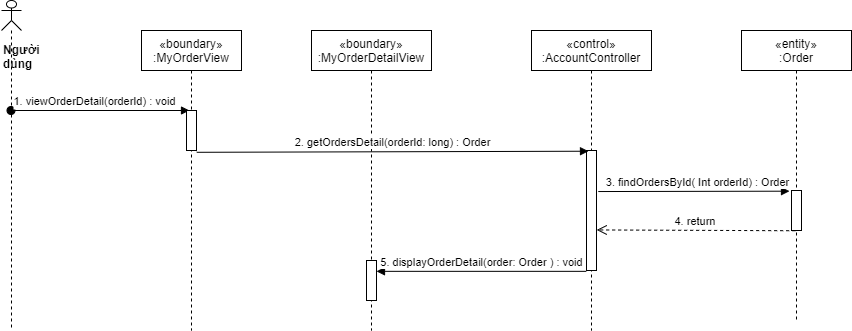 Người
dụng
«boundary»
:MyOrderView
«boundary»
:MyOrderDetailView
«control»
:AccountController
«entity»
:Order
1. viewOrderDetail(orderId) : void
2. getOrdersDetail(orderId: long) : Order
3. findOrdersById( Int orderId) : Order
4. return
5. displayOrderDetail(order: Order ) : void